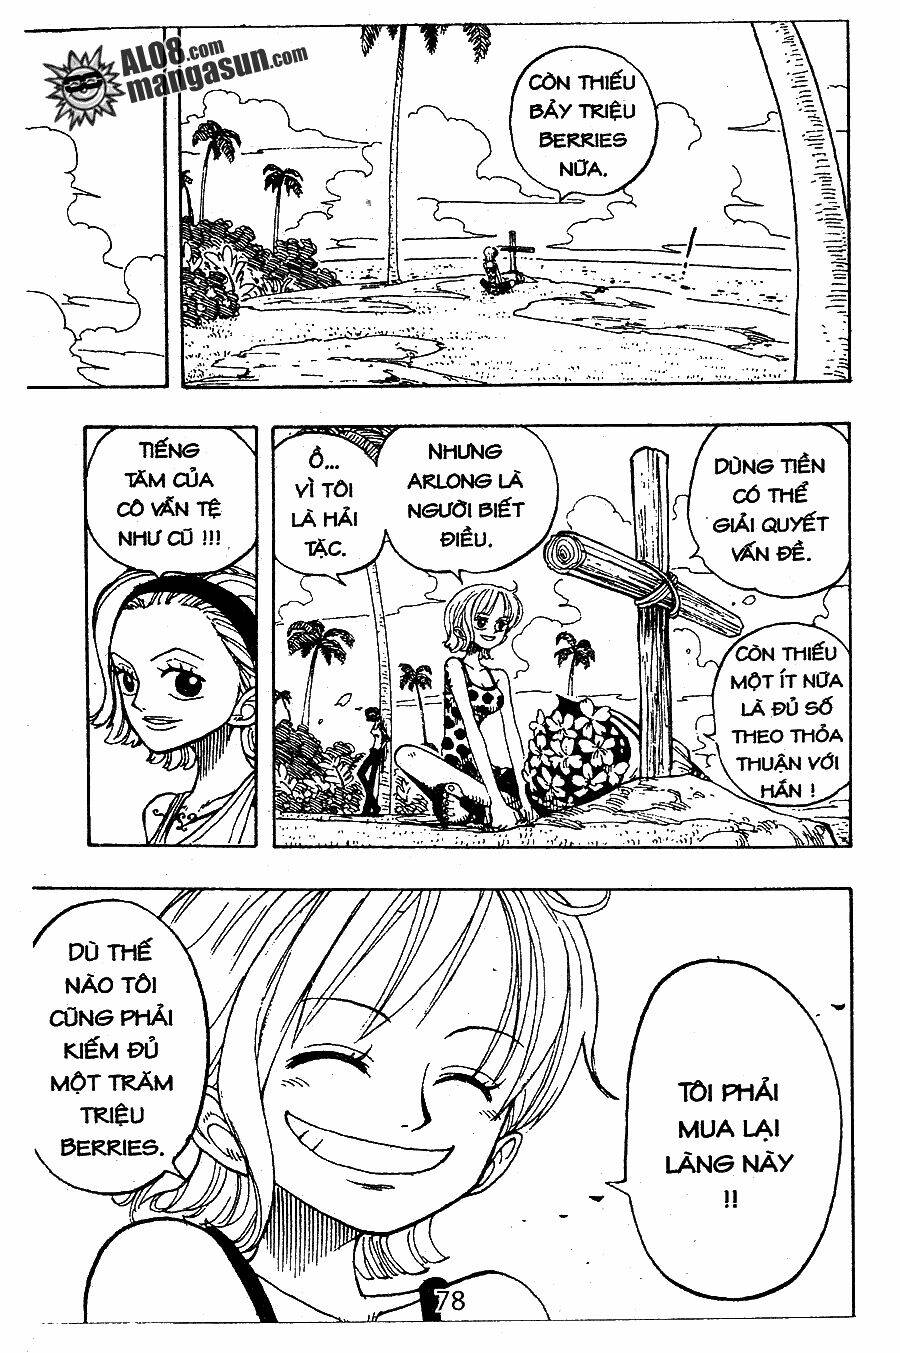 AL08.com
mangasun.com
CÒN THIẾU
BẢY TRIỆU
BERRIES
NỮA.
TIẾNG
TĂM CỦA
CÔ VẪN TỆ
NHƯ CŨ !!!
Ồ...
VÌ TÔI
LÀ HẢI
TẶC.
NHƯNG
ARLONG LÀ
NGƯỜI BIẾT
ĐIỀU.
DÙNG TIỀN
CÓ THỂ
GIẢI QUYẾT
VẤN ĐỀ.
CÒN THIẾU
MỘT ÍT NỮA
LÀ ĐỦ SỐ
THEO THỎA
THUẬN VỚI
HẮN !
DÙ THẾ
NÀO TÔI
CŨNG PHẢI
KIẾM ĐỦ
MỘT TRĂM
TRIỆU
BERRIES.
TÔI PHẢI
MUA LẠI
LÀNG NÀY
!!
78